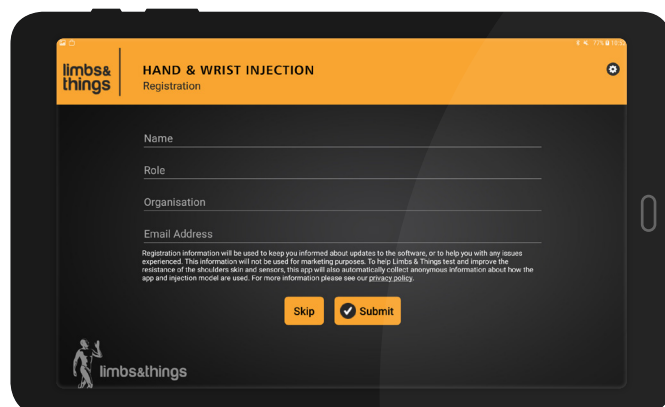 77% 10:52
limbs&
things
HAND & WRIST INJECTION
Registration
Name
Role
Organisation
Email Address
Registration information will be used to keep you informed about updates to the software, or to help you with any issues
experienced. This information will not be used for marketing purposes. To help Limbs & Things test and improve the
resistance of the shoulders skin and sensors, this app will also automatically collect anonymous information about how the
app and injection model are used. For more information please see our privacy policy.
Skip
Submit
limbs&things